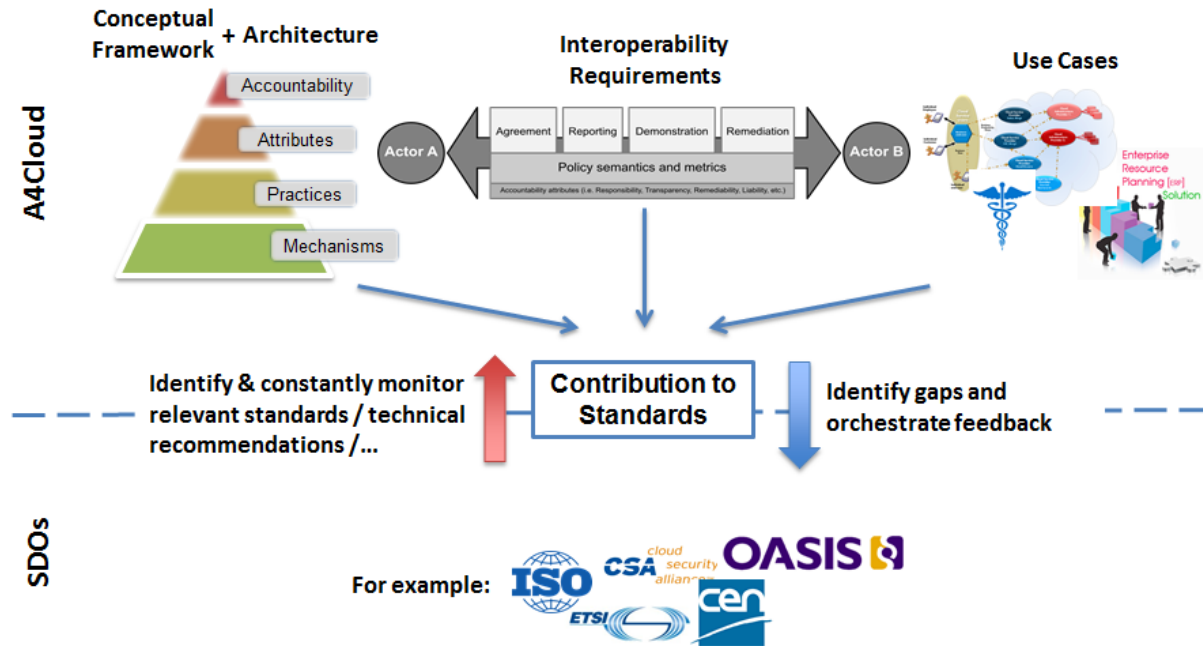 Conceptual
Framework + Architecture
Accountability
Attributes
Practices
Mechanisms
A4Cloud
Interoperability
Requirements
Actor A
Agreement
Reporting
Demonstration
Remediation
Policy semantics and metrics
Accountability attributes (i.e. Responsibility, Transparency, Remediability, Liability, etc.)
Actor B
Use Cases
Enterprise
Resource
Planning [ERP]
Solution
Identify & constantly monitor
relevant standards / technical
recommendations /...
Contribution to
Standards
Identify gaps and
orchestrate feedback
SDOs
For example:
ISO
CSA cloud
security
alliance
OASIS
ETSI
cen